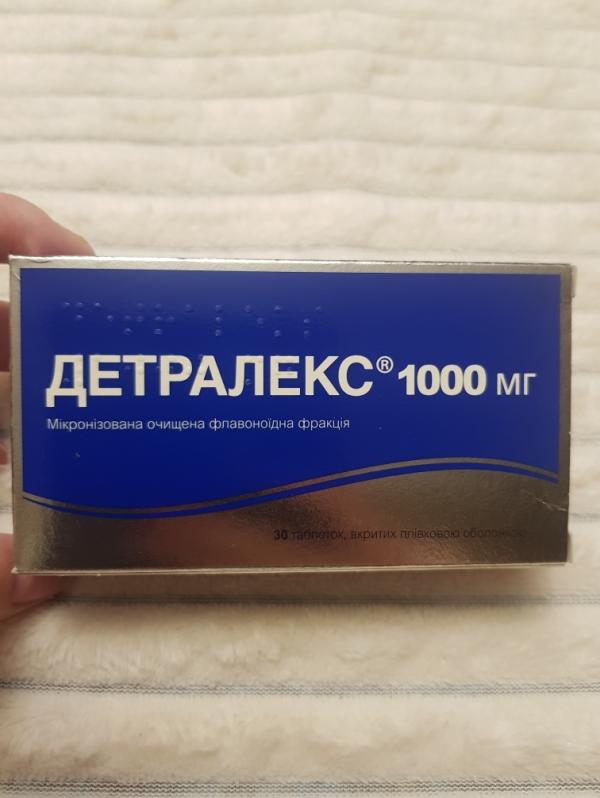 ДЕТРАЛЕКС® 1000 мг
Мікронізована очищена флавоноїдна фракція
30 таблеток, вкритих плівковою оболонкою